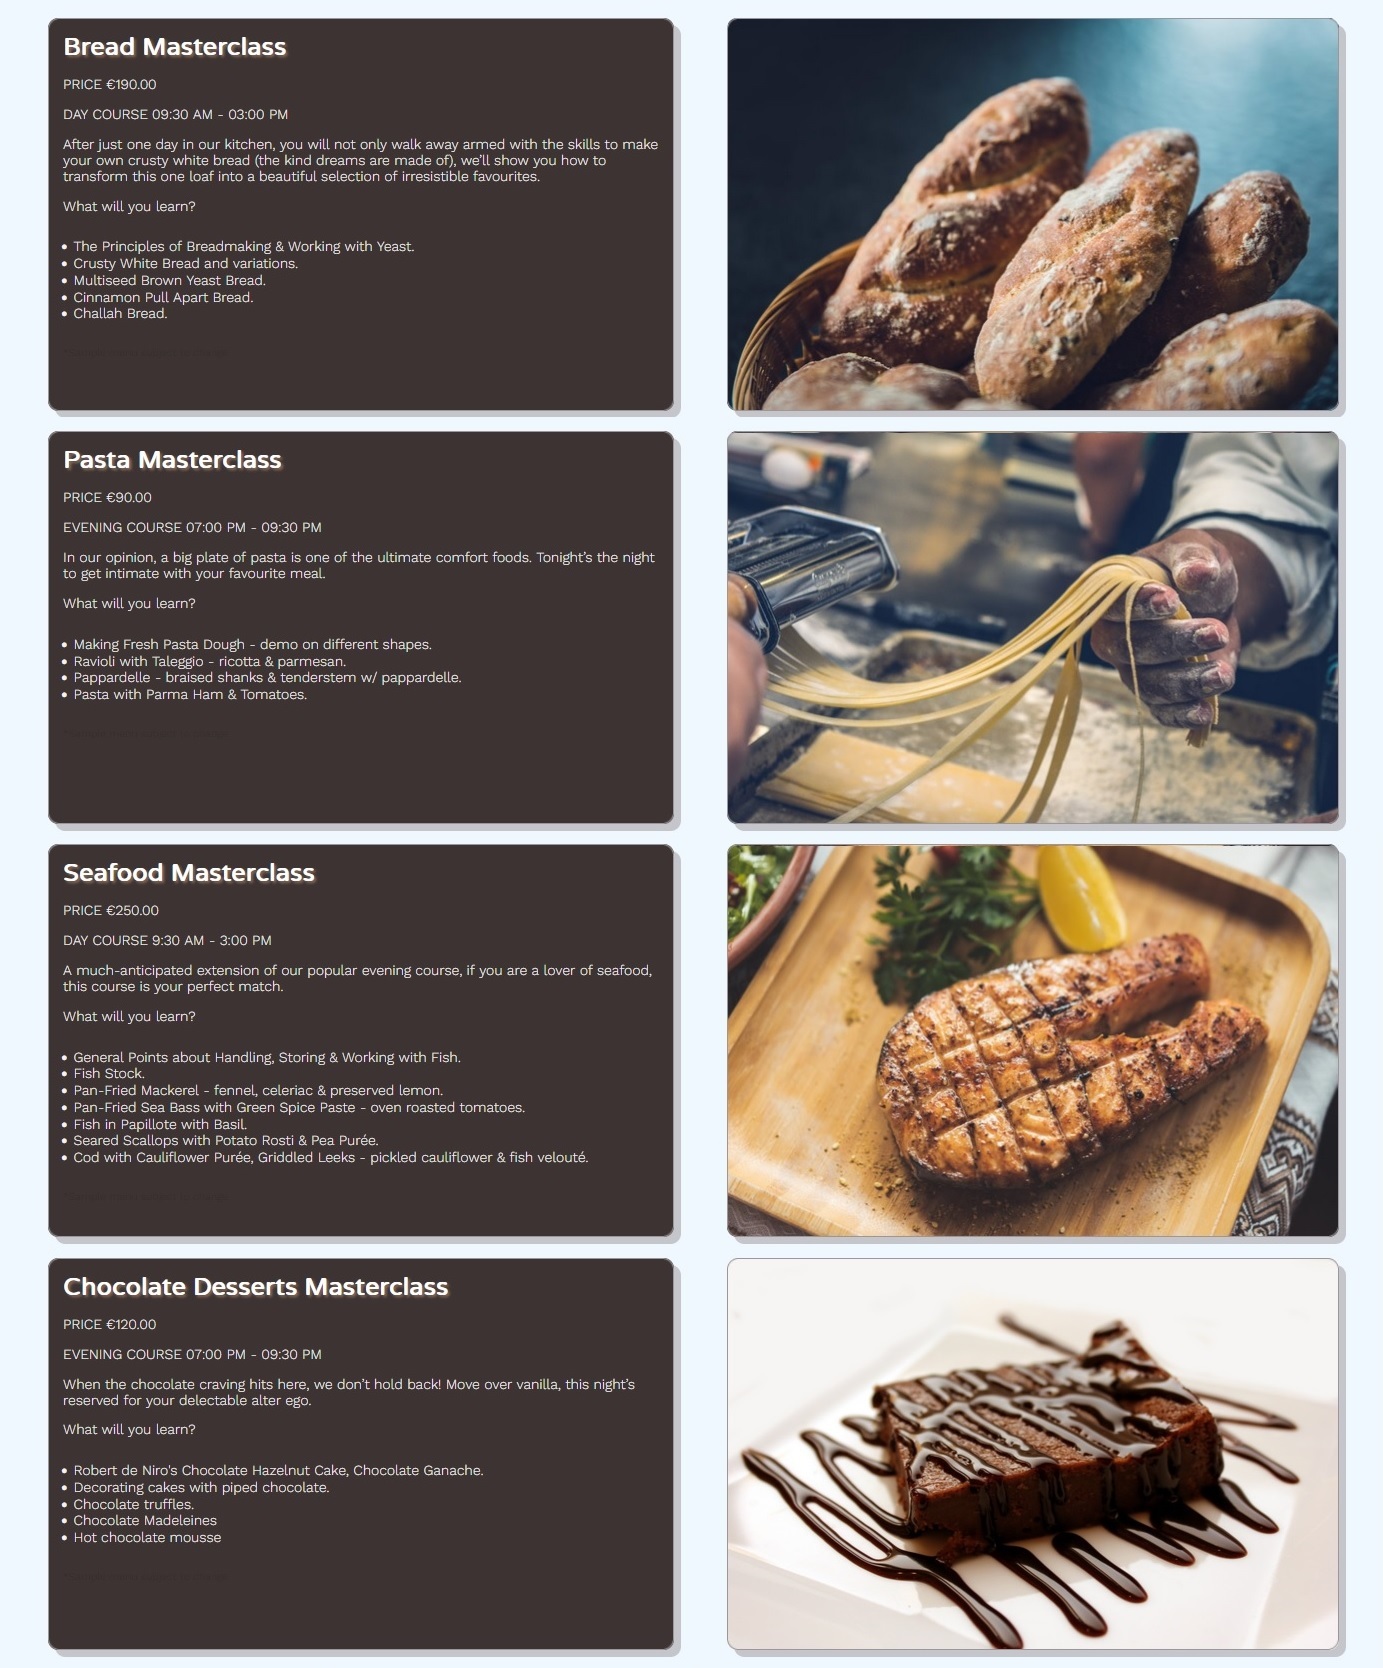 Bread Masterclass
PRICE €190.00
DAY COURSE 09:30 AM - 03:00 PM
After just one day in our kitchen, you will not only walk away armed with the skills to make
your own crusty white bread (the kind dreams are made of), we’ll show you how to
transform this one loaf into a beautiful selection of irresistible favourites.
What will you learn?
• The Principles of Breadmaking & Working with Yeast.
• Crusty White Bread and variations.
• Multiseed Brown Yeast Bread.
• Cinnamon Pull Apart Bread.
• Challah Bread.
Pasta Masterclass
PRICE €90.00
EVENING COURSE 07:00 PM - 09:30 PM
In our opinion, a big plate of pasta is one of the ultimate comfort foods. Tonight’s the night
to get intimate with your favourite meal.
What will you learn?
• Making Fresh Pasta Dough - demo on different shapes.
• Ravioli with Taleggio - ricotta & parmesan.
• Pappardelle - braised shanks & tenderstem w/ pappardelle.
• Pasta with Parma Ham & Tomatoes.
Seafood Masterclass
PRICE €250.00
DAY COURSE 9:30 AM - 3:00 PM
A much-anticipated extension of our popular evening course, if you are a lover of seafood,
this course is your perfect match.
What will you learn?
• General Points about Handling, Storing & Working with Fish.
• Fish Stock.
• Pan-Fried Mackerel - fennel, celeriac & preserved lemon.
• Pan-Fried Sea Bass with Green Spice Paste - oven roasted tomatoes.
• Fish in Papillote with Basil.
• Seared Scallops with Potato Rosti & Pea Purée.
• Cod with Cauliflower Purée, Griddled Leeks - pickled cauliflower & fish velouté.
Chocolate Desserts Masterclass
PRICE €120.00
EVENING COURSE 07:00 PM - 09:30 PM
When the chocolate craving hits here, we don’t hold back! Move over vanilla, this night’s
reserved for your delectable alter ego.
What will you learn?
• Robert de Niro's Chocolate Hazelnut Cake, Chocolate Ganache.
• Decorating cakes with piped chocolate.
• Chocolate truffles.
• Chocolate Madeleines
• Hot chocolate mousse